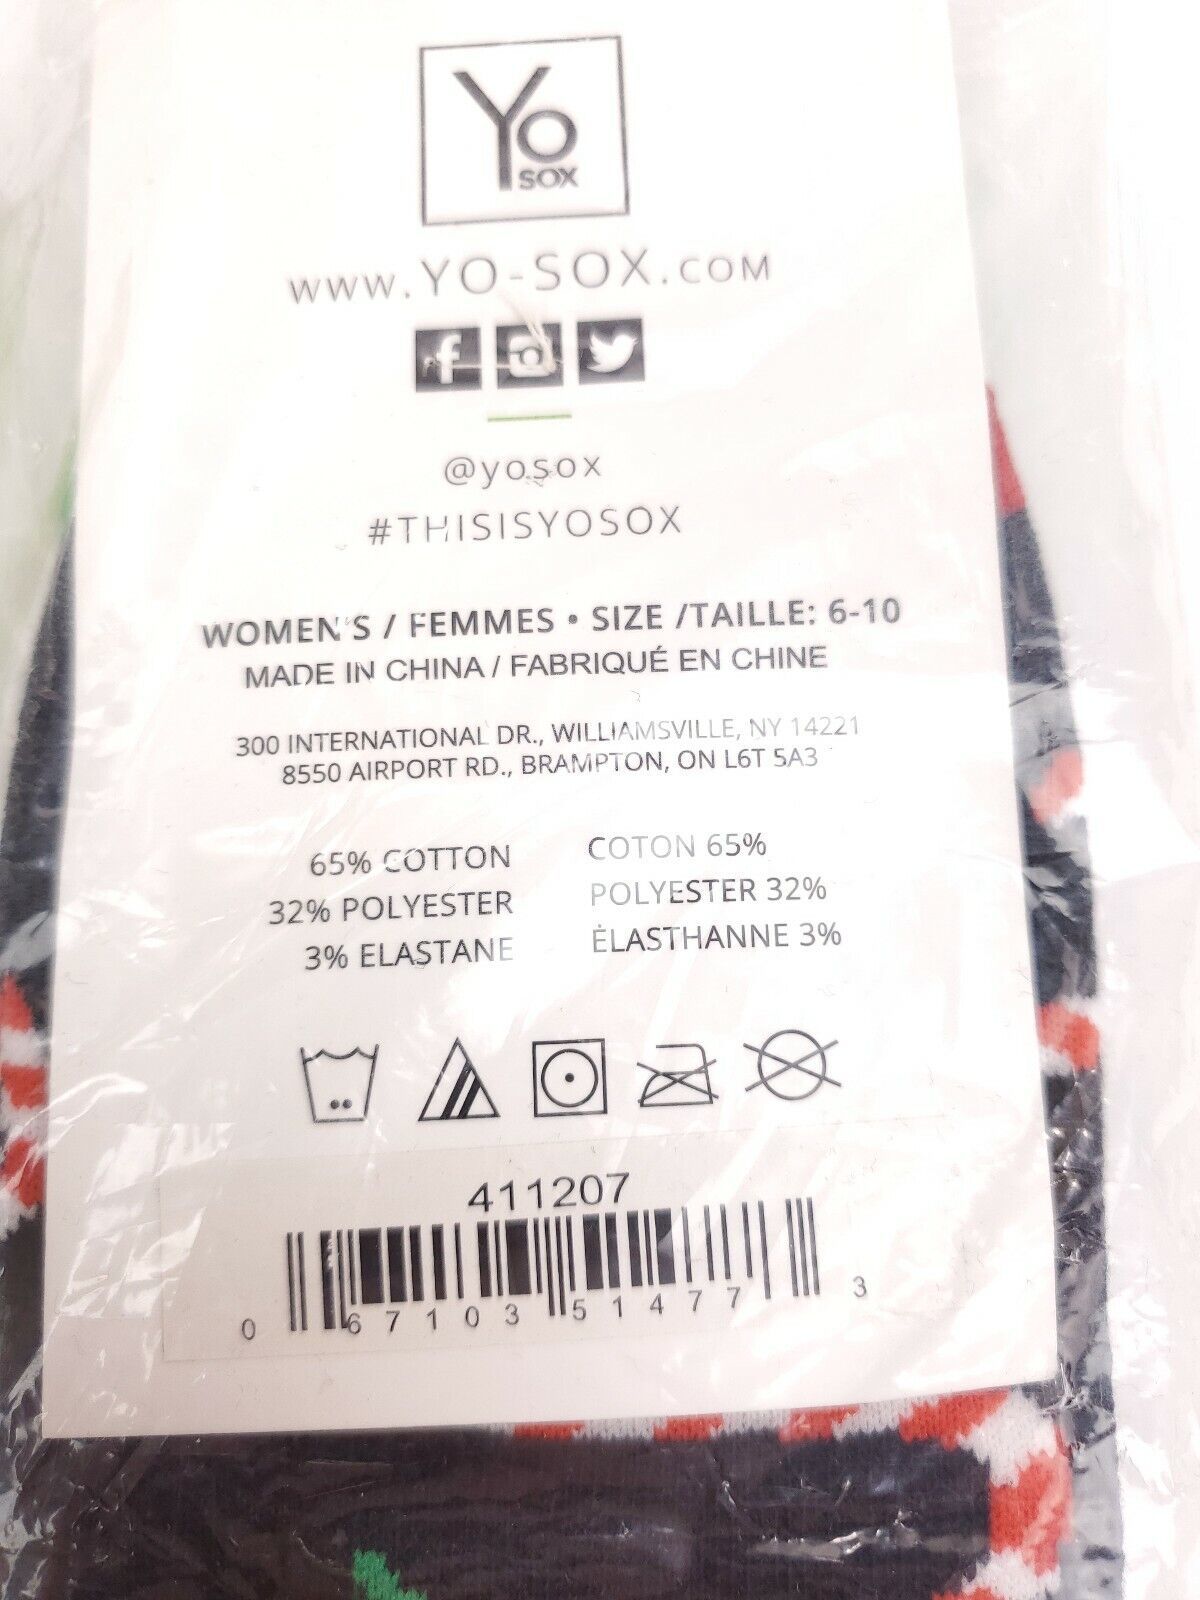 Yo
SOX
WWW.YO-SOX.COM
@yosox
#THISISYOSOX
WOMEN'S / FEMMES • SIZE /TAILLE: 6-10
MADE IN CHINA / FABRIQUÉ EN CHINE
300 INTERNATIONAL DR., WILLIAMSVILLE, NY 14221
8550 AIRPORT RD., BRAMPTON, ON L6T 5A3
65% COTTON COTON 65%
32% POLYESTER POLYESTER 32%
3% ELASTANE ÉLASTHANNE 3%
411207
0 67103 51477 3